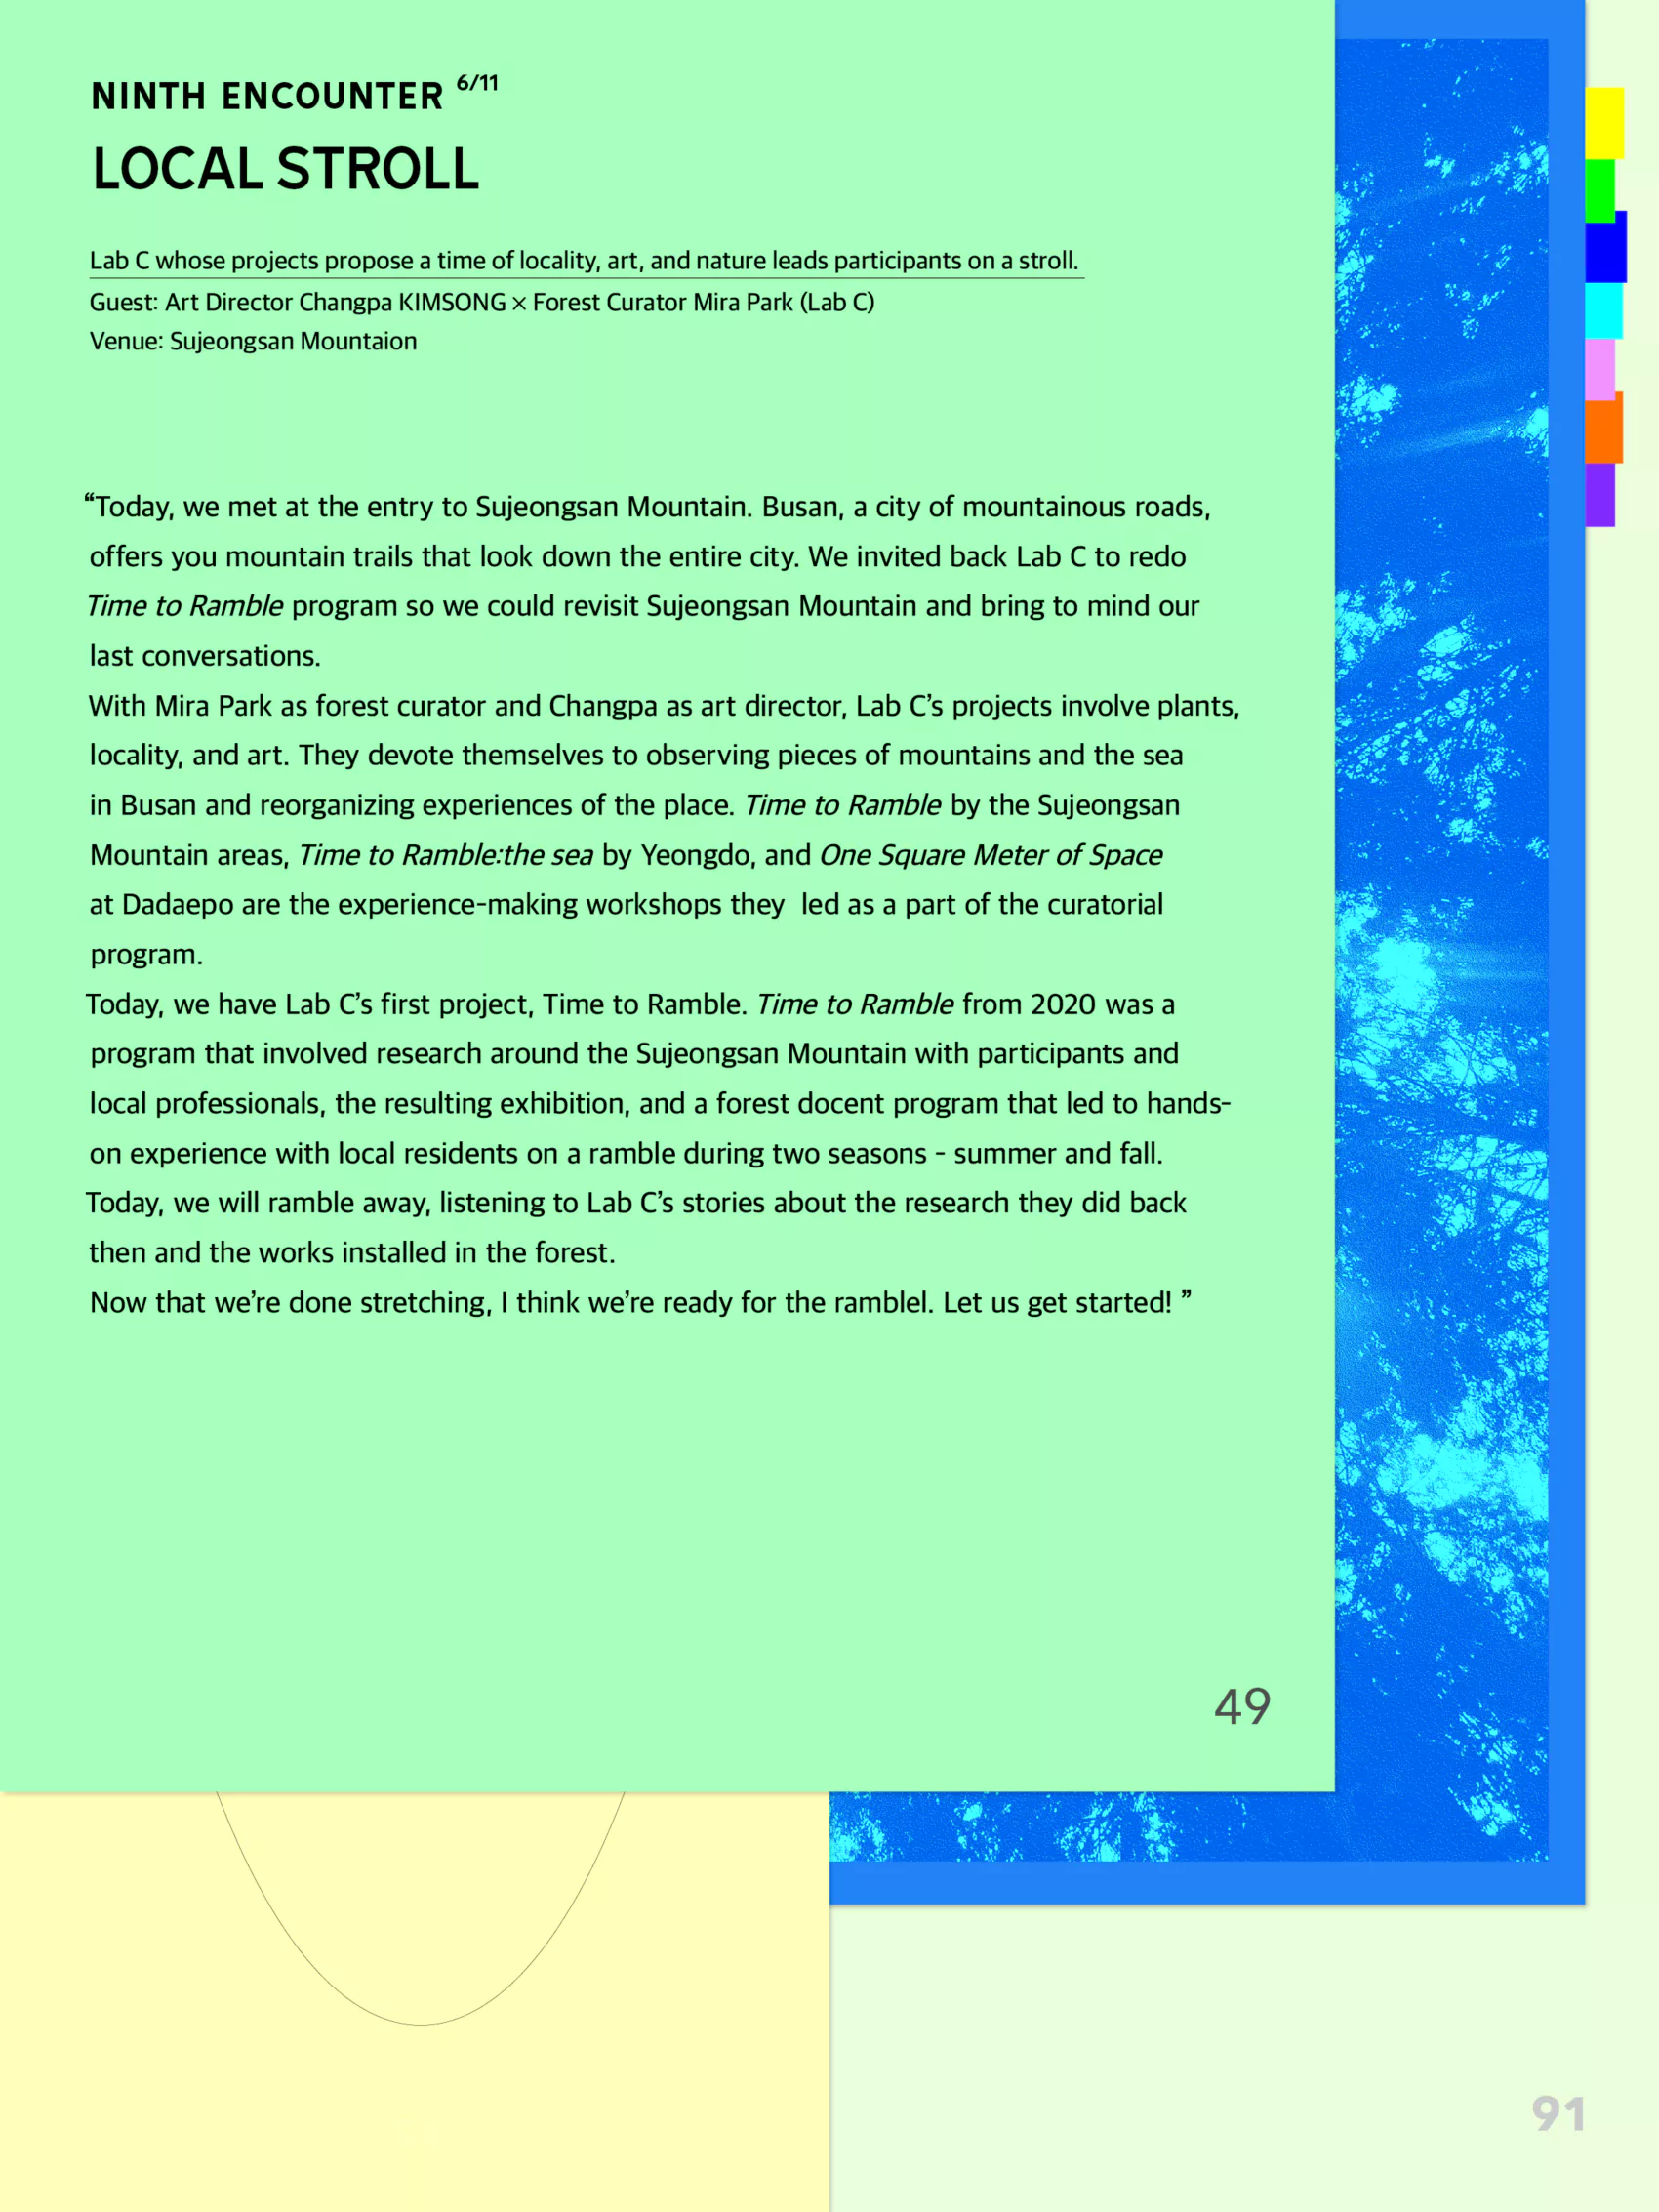 NINTH ENCOUNTER 6/11
LOCAL STROLL
Lab C whose projects propose a time of locality, art, and nature leads participants on a stroll.
Guest: Art Director Changpa KIMSONG × Forest Curator Mira Park (Lab C)
Venue: Sujeongsan Mountaion
“Today, we met at the entry to Sujeongsan Mountain. Busan, a city of mountainous roads,
offers you mountain trails that look down the entire city. We invited back Lab C to redo
Time to Ramble program so we could revisit Sujeongsan Mountain and bring to mind our
last conversations.
With Mira Park as forest curator and Changpa as art director, Lab C’s projects involve plants,
locality, and art. They devote themselves to observing pieces of mountains and the sea
in Busan and reorganizing experiences of the place. Time to Ramble by the Sujeongsan
Mountain areas, Time to Ramble:the sea by Yeongdo, and One Square Meter of Space
at Dadaepo are the experience-making workshops they  led as a part of the curatorial
program.
Today, we have Lab C’s first project, Time to Ramble. Time to Ramble from 2020 was a
program that involved research around the Sujeongsan Mountain with participants and
local professionals, the resulting exhibition, and a forest docent program that led to hands-
on experience with local residents on a ramble during two seasons - summer and fall.
Today, we will ramble away, listening to Lab C’s stories about the research they did back
then and the works installed in the forest.
Now that we’re done stretching, I think we’re ready for the ramblel. Let us get started! ”
49
91